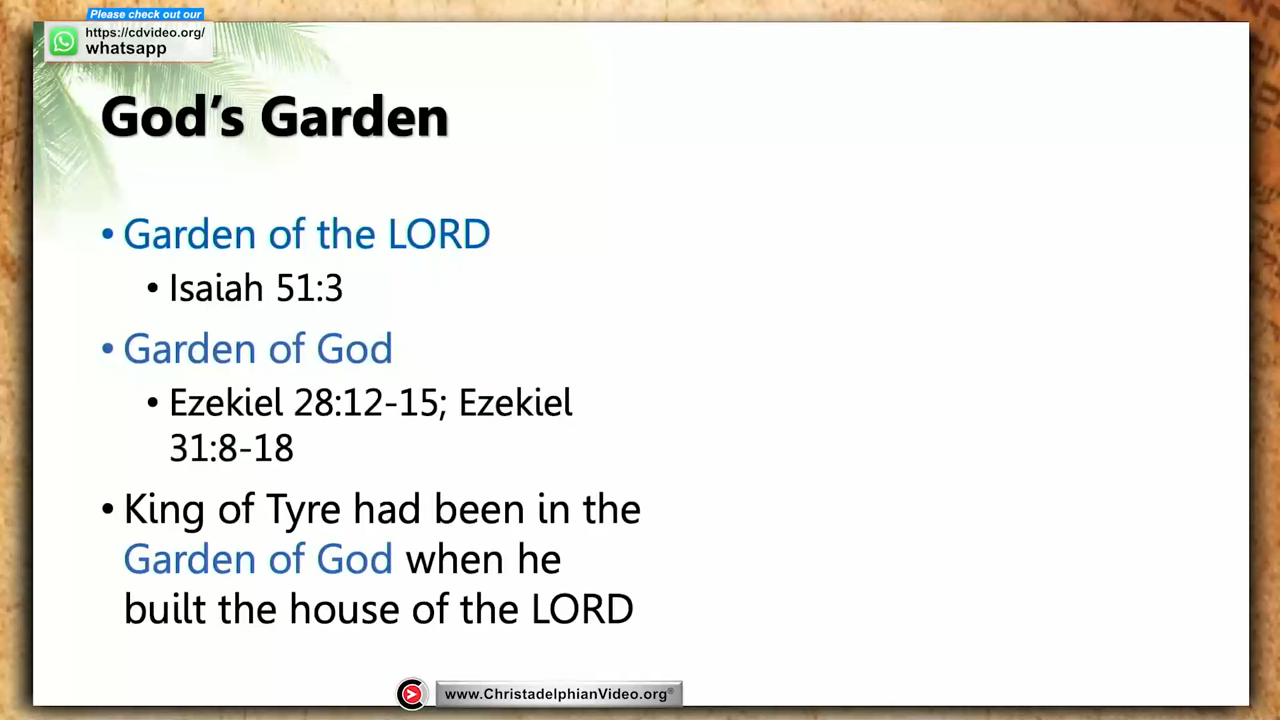 Please check out our
https://cdvideo.org/
whatsapp
God's Garden
• Garden of the LORD
• Isaiah 51:3
• Garden of God
• Ezekiel 28:12-15; Ezekiel
31:8-18
• King of Tyre had been in the
Garden of God when he
built the house of the LORD
www.ChristadelphianVideo.org®